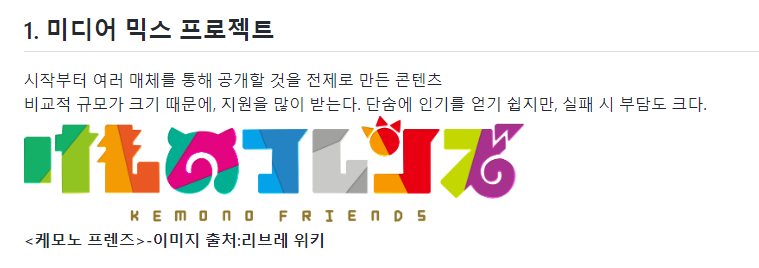 1. 미디어 믹스 프로젝트
시작부터 여러 매체를 통해 공개할 것을 전제로 만든 콘텐츠
비교적 규모가 크기 때문에, 지원을 많이 받는다. 단숨에 인기를 얻기 쉽지만, 실패 시 부담도 크다.
けものフレンズ
KEMONO FRIENDS
<케모노 프렌즈>-이미지 출처:리브레 위키